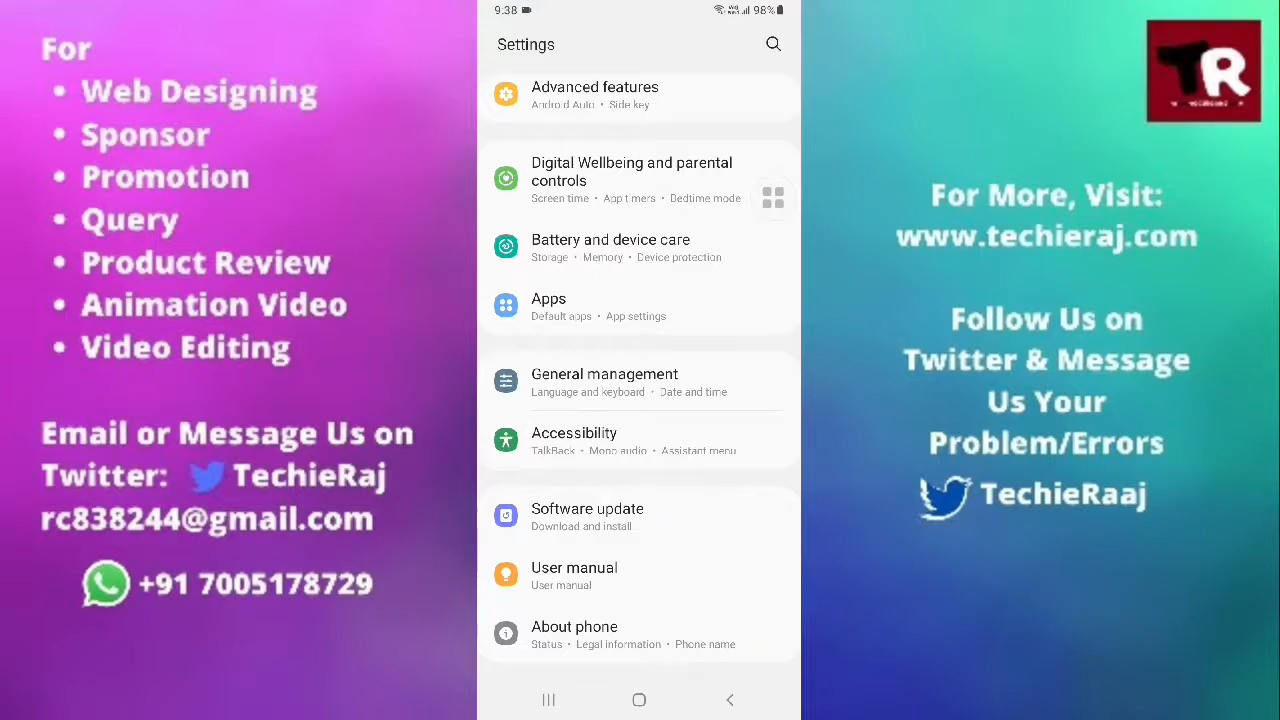 For
• Web Designing
• Sponsor
• Promotion
• Query
• Product Review
• Animation Video
• Video Editing
Email or Message Us on
Twitter: TechieRaj
rc838244@gmail.com
+91 7005178729
9:38
98%
Settings
Advanced features
Android Auto • Side key
Digital Wellbeing and parental
controls
Screen time • App timers • Bedtime mode
Battery and device care
Storage • Memory • Device protection
Apps
Default apps • App settings
General management
Language and keyboard • Date and time
Accessibility
TalkBack • Mono audio • Assistant menu
Software update
Download and install
User manual
User manual
About phone
Status • Legal information • Phone name
TR
For More, Visit:
www.techieraj.com
Follow Us on
Twitter & Message
Us Your
Problem/Errors
TechieRaaj